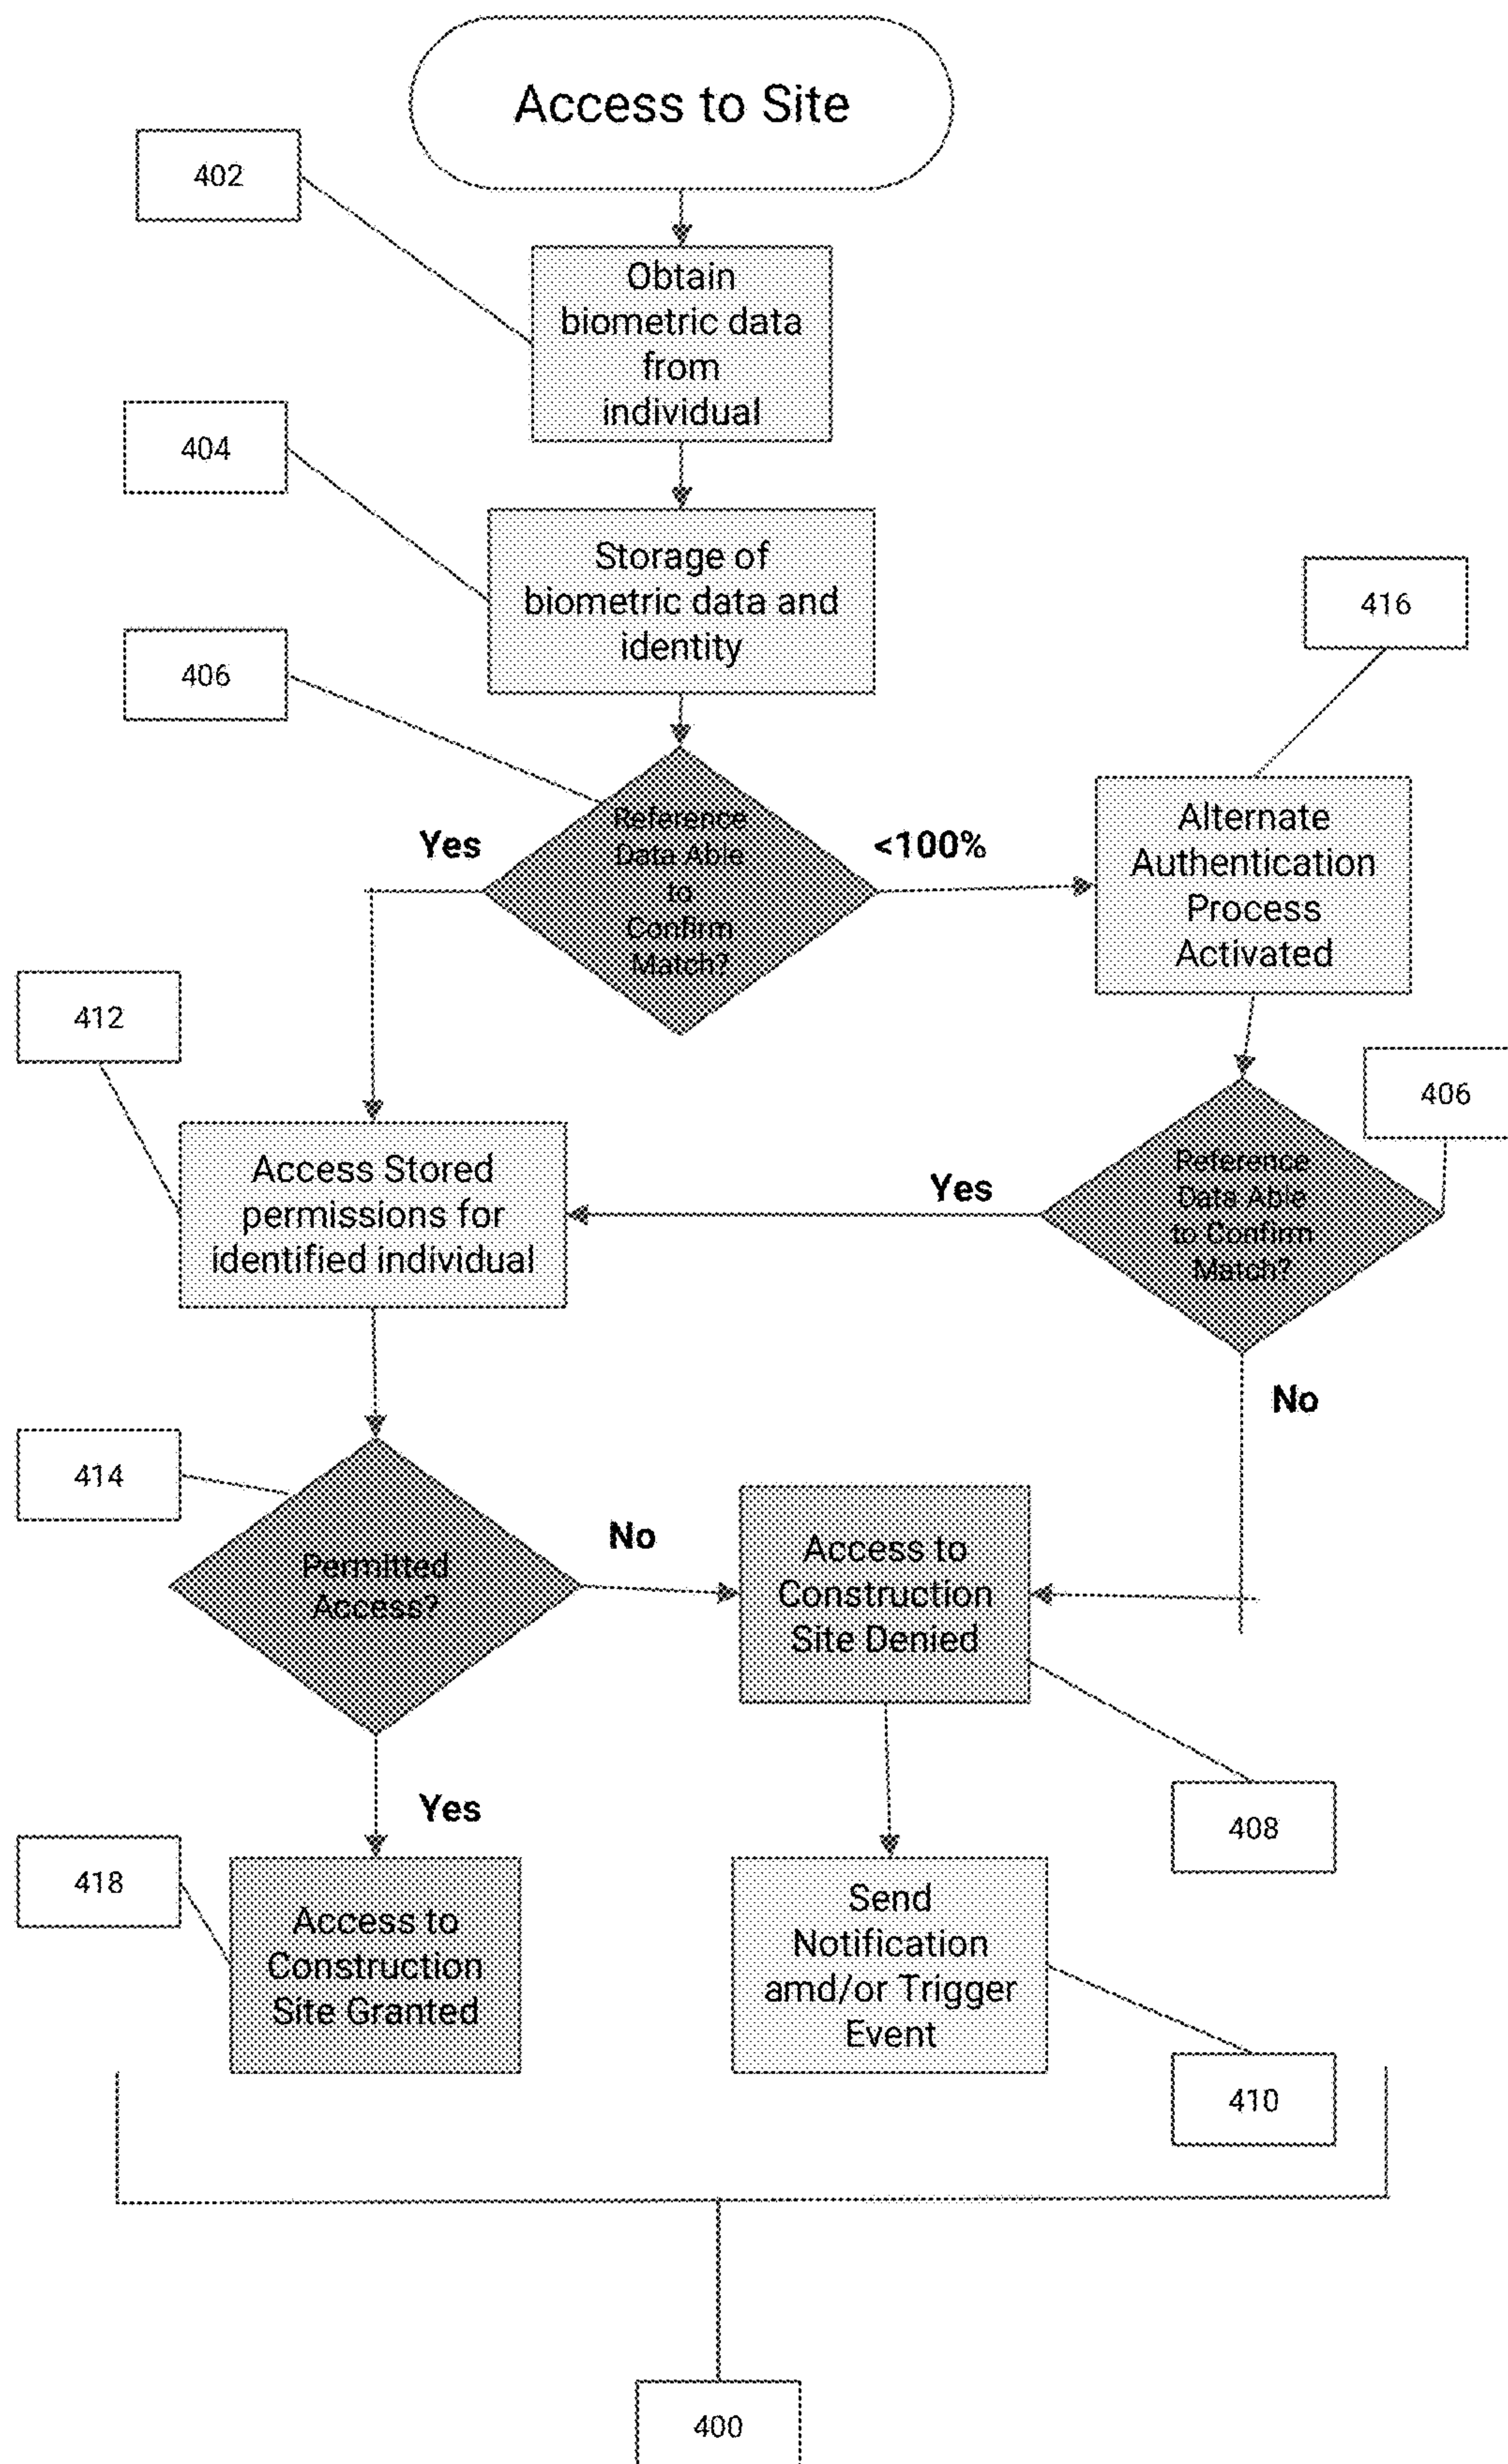 Access to Site
402
Obtain
biometric data
from
individual
404
Storage of
biometric data and
identity
416
406
Reference
Data Able
to
Confirm
Match?
Yes
<100%
Alternate
Authentication
Process
Activated
412
406
Access Stored
permissions for
identified individual
Yes
Reference
Data Able
to Confirm
Match?
No
414
Permitted
Access?
No
Access to
Construction
Site Denied
Yes
408
418
Access to
Construction
Site Granted
Send
Notification
amd/or Trigger
Event
410
400